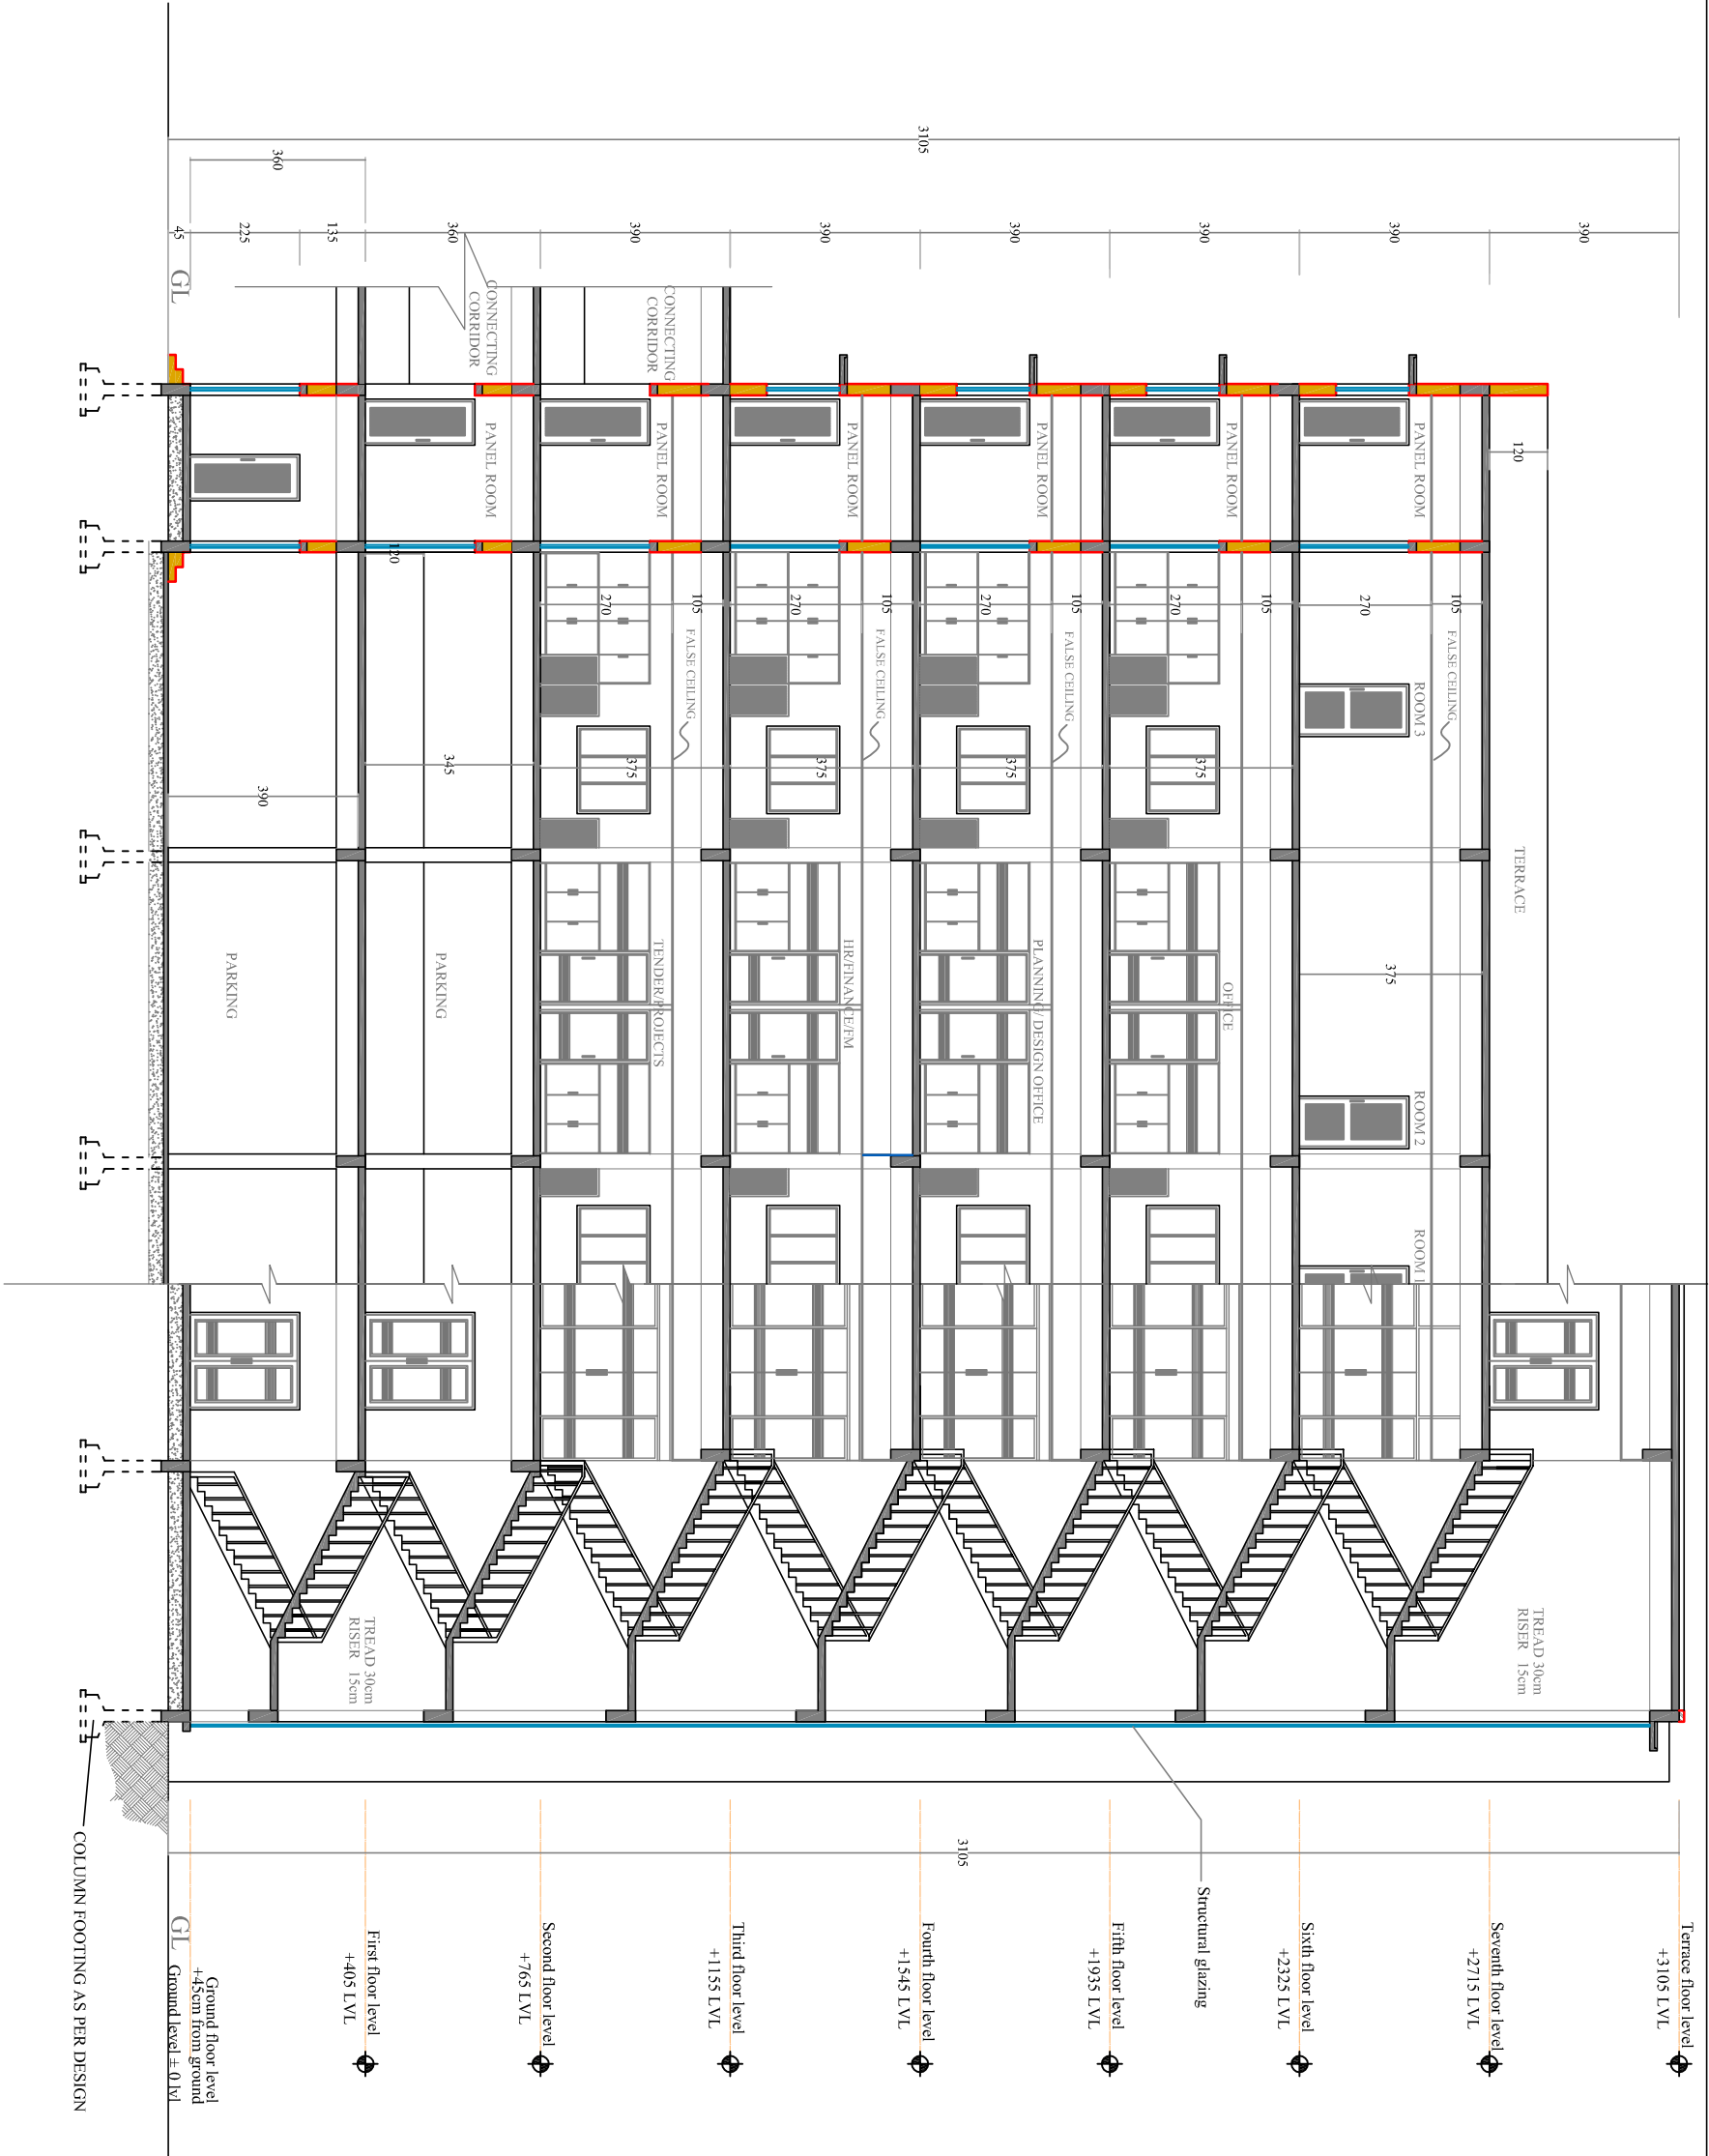 3105
360
45
225
135
360
390
390
390
390
390
390
GL
CONNECTING
CORRIDOR
CONNECTING
CORRIDOR
PANEL ROOM
PANEL ROOM
PANEL ROOM
PANEL ROOM
PANEL ROOM
PANEL ROOM
120
120
270
105
270
105
270
105
270
105
270
105
FALSE CEILING
FALSE CEILING
FALSE CEILING
FALSE CEILING
ROOM 3
390
345
375
375
375
375
TERRACE
375
PARKING
PARKING
TENDER/PROJECTS
HR/FINANCE/FM
PLANNING/ DESIGN OFFICE
OFFICE
ROOM 2
ROOM 1
TREAD 30cm
RISER 15cm
TREAD 30cm
RISER 15cm
3105
Structural glazing
COLUMN FOOTING AS PER DESIGN
Terrace floor level
+3105 LVL
Seventh floor level
+2715 LVL
Sixth floor level
+2325 LVL
Fifth floor level
+1935 LVL
Fourth floor level
+1545 LVL
Third floor level
+1155 LVL
Second floor level
+765 LVL
First floor level
+405 LVL
Ground floor level
+45cm from ground
GL
Ground level ± 0 lvl